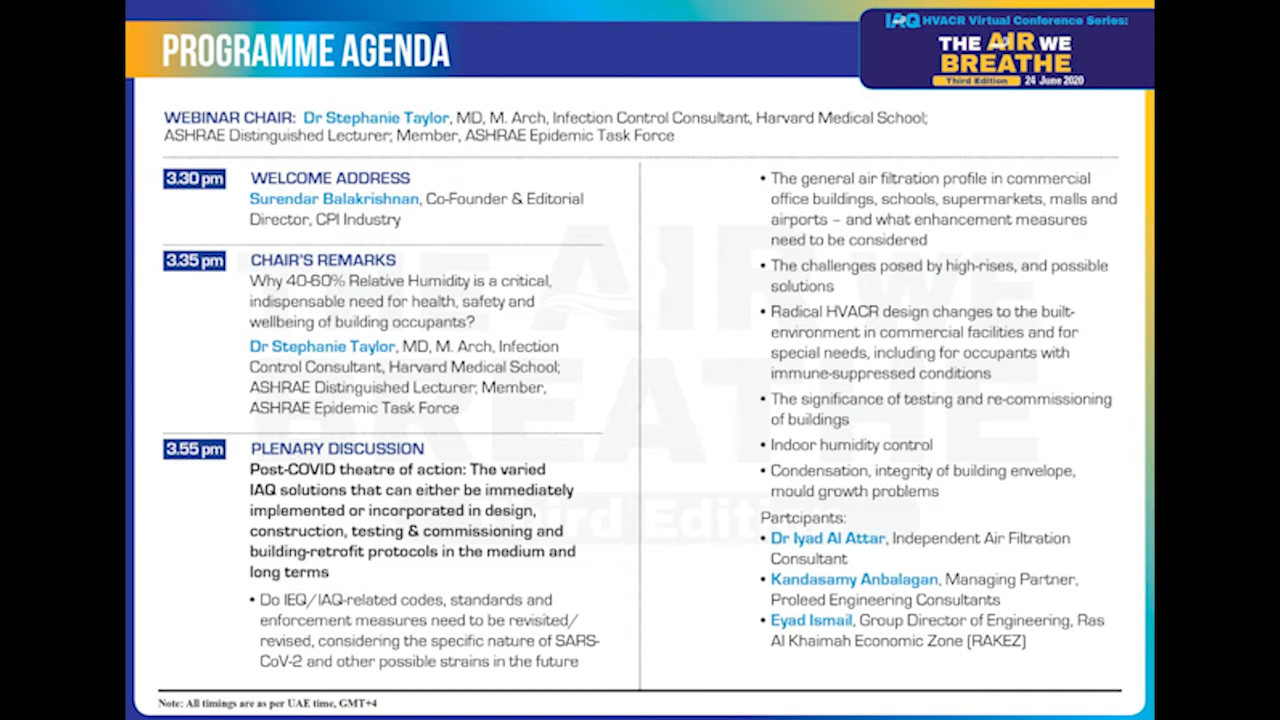 PROGRAMME AGENDA
IAQ HVACR Virtual Conference Series:
THE AIR WE
BREATHE
Third Edition 24 June 2020
WEBINAR CHAIR: Dr Stephanie Taylor, MD, M. Arch, Infection Control Consultant, Harvard Medical School;
ASHRAE Distinguished Lecturer; Member, ASHRAE Epidemic Task Force
3.30 pm WELCOME ADDRESS
Surendar Balakrishnan, Co-Founder & Editorial
Director, CPI Industry
3.35 pm CHAIR'S REMARKS
Why 40-60% Relative Humidity is a critical,
indispensable need for health, safety and
wellbeing of building occupants?
Dr Stephanie Taylor, MD, M. Arch, Infection
Control Consultant, Harvard Medical School;
ASHRAE Distinguished Lecturer; Member,
ASHRAE Epidemic Task Force
3.55 pm PLENARY DISCUSSION
Post-COVID theatre of action: The varied
IAQ solutions that can either be immediately
implemented or incorporated in design,
construction, testing & commissioning and
building-retrofit protocols in the medium and
long terms
• Do IEQ/IAQ-related codes, standards and
enforcement measures need to be revisited/
revised, considering the specific nature of SARS-
CoV-2 and other possible strains in the future
• The general air filtration profile in commercial
office buildings, schools, supermarkets, malls and
airports – and what enhancement measures
need to be considered
• The challenges posed by high-rises, and possible
solutions
• Radical HVACR design changes to the built-
environment in commercial facilities and for
special needs, including for occupants with
immune-suppressed conditions
• The significance of testing and re-commissioning
of buildings
• Indoor humidity control
• Condensation, integrity of building envelope,
mould growth problems
Partcipants:
• Dr Iyad Al Attar, Independent Air Filtration
Consultant
• Kandasamy Anbalagan, Managing Partner,
Proleed Engineering Consultants
• Eyad Ismail, Group Director of Engineering, Ras
Al Khaimah Economic Zone (RAKEZ)
THE AIR WE
BREATHE
Third Edition
Note: All timings are as per UAE time, GMT+4